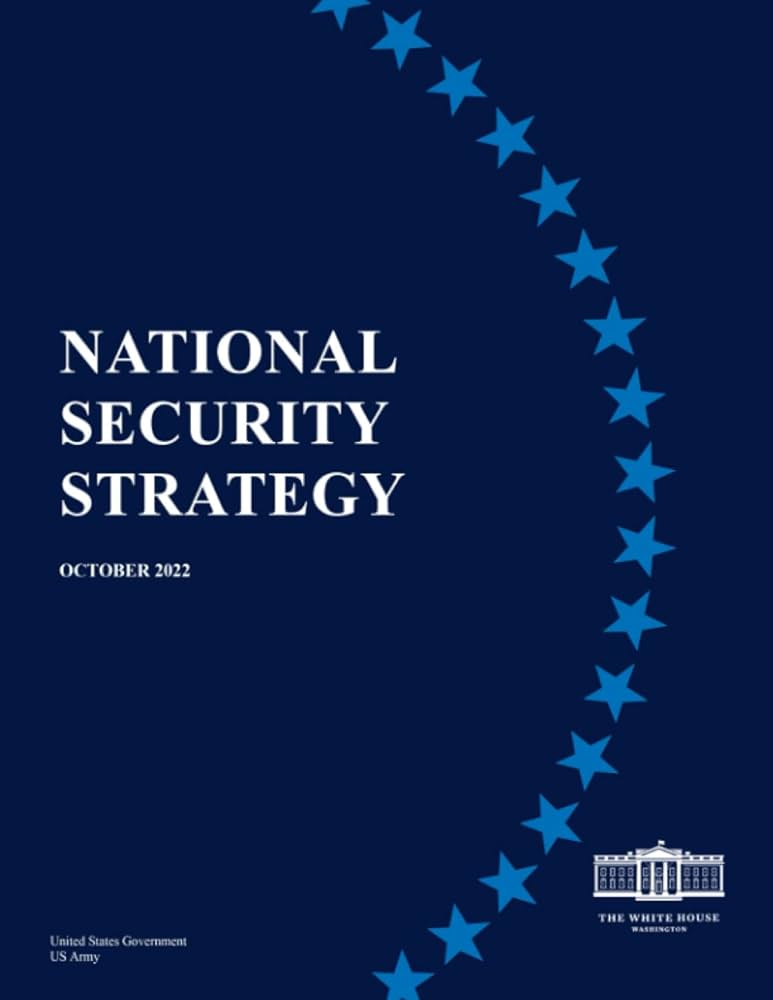 NATIONAL
SECURITY
STRATEGY
OCTOBER 2022
United States Government
US Army
THE WHITE HOUSE
WASHINGTON